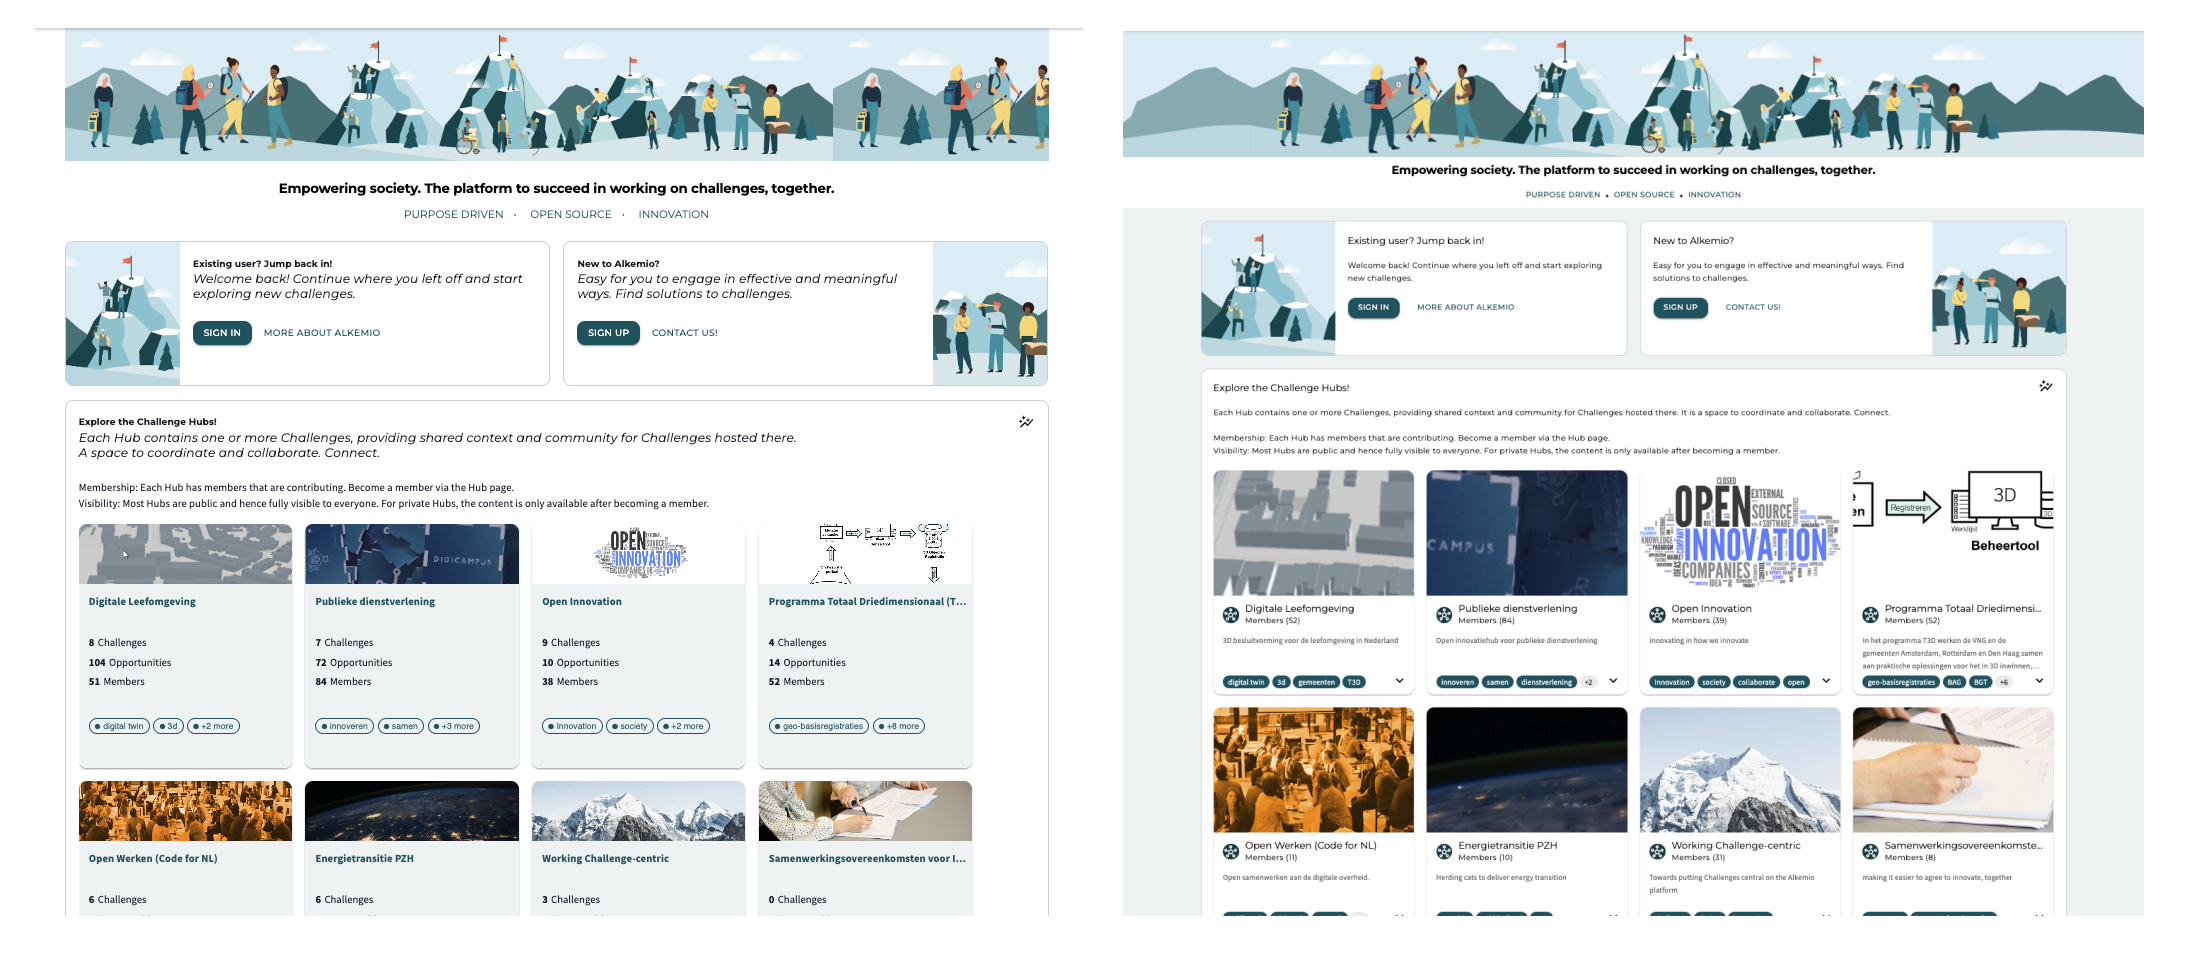 Empowering society. The platform to succeed in working on challenges, together.
PURPOSE DRIVEN • OPEN SOURCE • INNOVATION
Existing user? Jump back in!
Welcome back! Continue where you left off and start
exploring new challenges.
SIGN IN MORE ABOUT ALKEMIO
New to Alkemio?
Easy for you to engage in effective and meaningful
ways. Find solutions to challenges.
SIGN UP CONTACT US!
Explore the Challenge Hubs!
Each Hub contains one or more Challenges, providing shared context and community for Challenges hosted there.
A space to coordinate and collaborate. Connect.
Membership: Each Hub has members that are contributing. Become a member via the Hub page.
Visibility: Most Hubs are public and hence fully visible to everyone. For private Hubs, the content is only available after becoming a member.
Digitale Leefomgeving
8 Challenges
104 Opportunities
51 Members
digital twin 3d +2 more
DIGICAMPUS
Publieke dienstverlening
7 Challenges
72 Opportunities
84 Members
innoveren samen +3 more
OPEN
EXTERNAL
SOURCE
INNOVATION
COMPANIES
Open Innovation
9 Challenges
10 Opportunities
38 Members
Innovation society +2 more
Programma Totaal Driedimensionaal (T...
4 Challenges
14 Opportunities
52 Members
geo-basisregistraties +8 more
Open Werken (Code for NL)
6 Challenges
Energietransitie PZH
6 Challenges
Working Challenge-centric
3 Challenges
Samenwerkingsovereenkomsten voor I...
0 Challenges
Empowering society. The platform to succeed in working on challenges, together.
PURPOSE DRIVEN • OPEN SOURCE • INNOVATION
Existing user? Jump back in!
Welcome back! Continue where you left off and start exploring
new challenges.
SIGN IN MORE ABOUT ALKEMIO
New to Alkemio?
Easy for you to engage in effective and meaningful ways. Find
solutions to challenges.
SIGN UP CONTACT US!
Explore the Challenge Hubs!
Each Hub contains one or more Challenges, providing shared context and community for Challenges hosted there. It is a space to coordinate and collaborate. Connect.
Membership: Each Hub has members that are contributing. Become a member via the Hub page.
Visibility: Most Hubs are public and hence fully visible to everyone. For private Hubs, the content is only available after becoming a member.
Digitale Leefomgeving
Members (52)
3D besluitvorming voor de leefomgeving in Nederland
digital twin 3d gemeenten T3D
CAMPUS
Publieke dienstverlening
Members (84)
Open innovatiehub voor publieke dienstverlening
innoveren samen dienstverlening +2
CLOSED
OPEN
EXTERNAL
SOURCE
SOFTWARE
PARADIGM
INNOVATION
COMPANIES
IDEAS
IDEA
Open Innovation
Members (39)
innovating in how we innovate
Innovation society collaborate open
Registreren
3D
Werklijst
Beheertool
Programma Totaal Driedimensi...
Members (52)
In het programma T3D werken de VNG en de
gemeenten Amsterdam, Rotterdam en Den Haag samen
aan praktische oplossingen voor het in 3D inwinnen,...
geo-basisregistraties BAG BGT +6
Open Werken (Code for NL)
Members (11)
Open samenwerken aan de digitale overheid.
Energietransitie PZH
Members (10)
Herding cats to deliver energy transition
Working Challenge-centric
Members (31)
Towards putting Challenges central on the Alkemio
platform
Samenwerkingsovereenkomste...
Members (8)
making it easier to agree to innovate, together